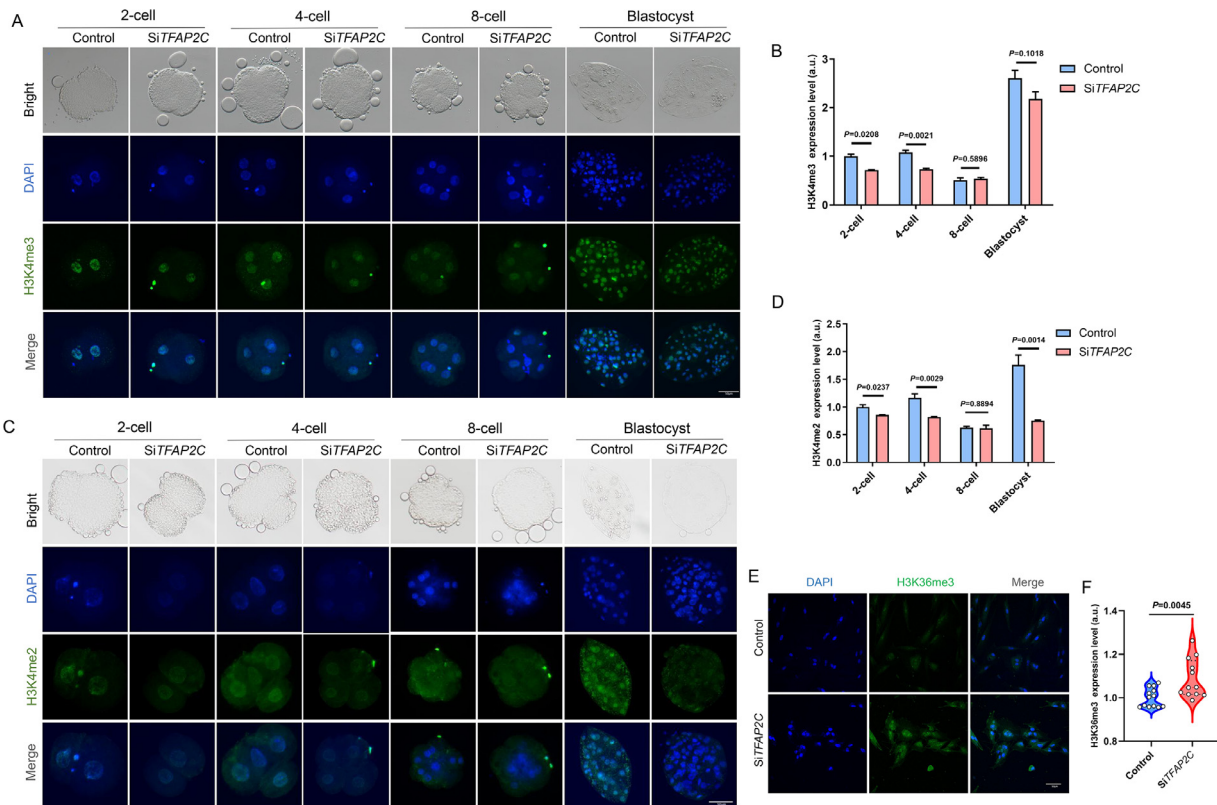 A
2-cell 4-cell 8-cell Blastocyst
Control SiTFAP2C Control SiTFAP2C Control SiTFAP2C Control SiTFAP2C
Bright
DAPI
H3K4me3
Merge
B
H3K4me3 expression level (a.u.)
3
2
1
0
P=0.0208
P=0.0021
P=0.5896
P=0.1018
Control
SiTFAP2C
2-cell
4-cell
8-cell
Blastocyst
C
2-cell 4-cell 8-cell Blastocyst
Control SiTFAP2C Control SiTFAP2C Control SiTFAP2C Control SiTFAP2C
Bright
DAPI
H3K4me2
Merge
D
H3K4me2 expression level (a.u.)
2.5
2.0
1.5
1.0
0.5
0.0
P=0.0237
P=0.0029
P=0.8894
P=0.0014
Control
SiTFAP2C
2-cell
4-cell
8-cell
Blastocyst
E
DAPI H3K36me3 Merge
Control
SiTFAP2C
F
H3K36me3 expression level (a.u.)
1.4
1.2
1.0
0.8
P=0.0045
Control
SiTFAP2C